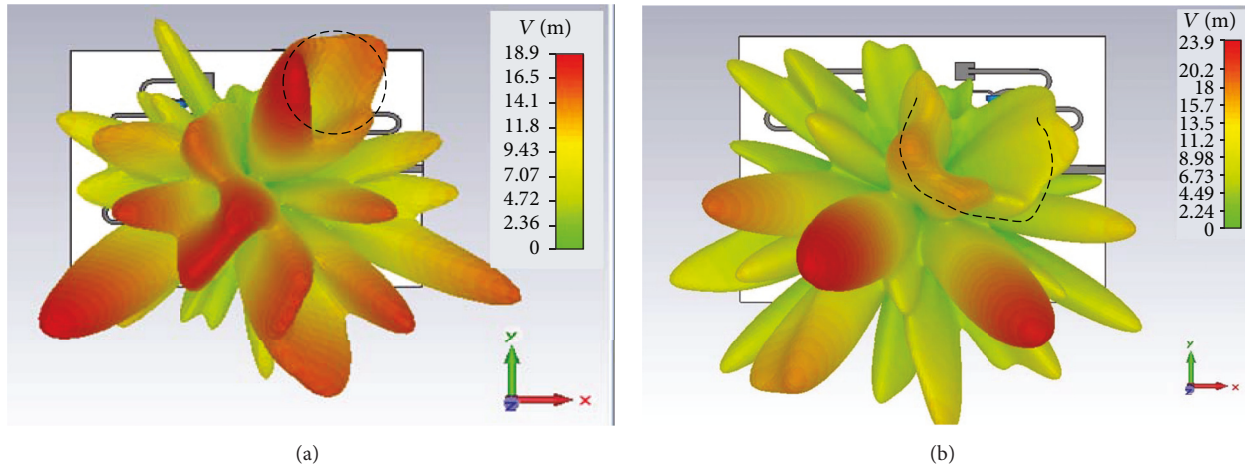 V (m)
18.9
16.5
14.1
11.8
9.43
7.07
4.72
2.36
0
y
x
z
(a)
V (m)
23.9
20.2
18
15.7
13.5
11.2
8.98
6.73
4.49
2.24
0
y
x
z
(b)